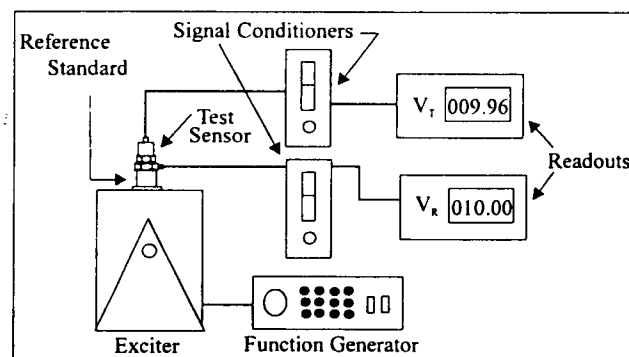 Signal Conditioners
Reference
Standard
Test
Sensor
V_T 009.96
Readouts
V_R 010.00
Exciter
Function Generator